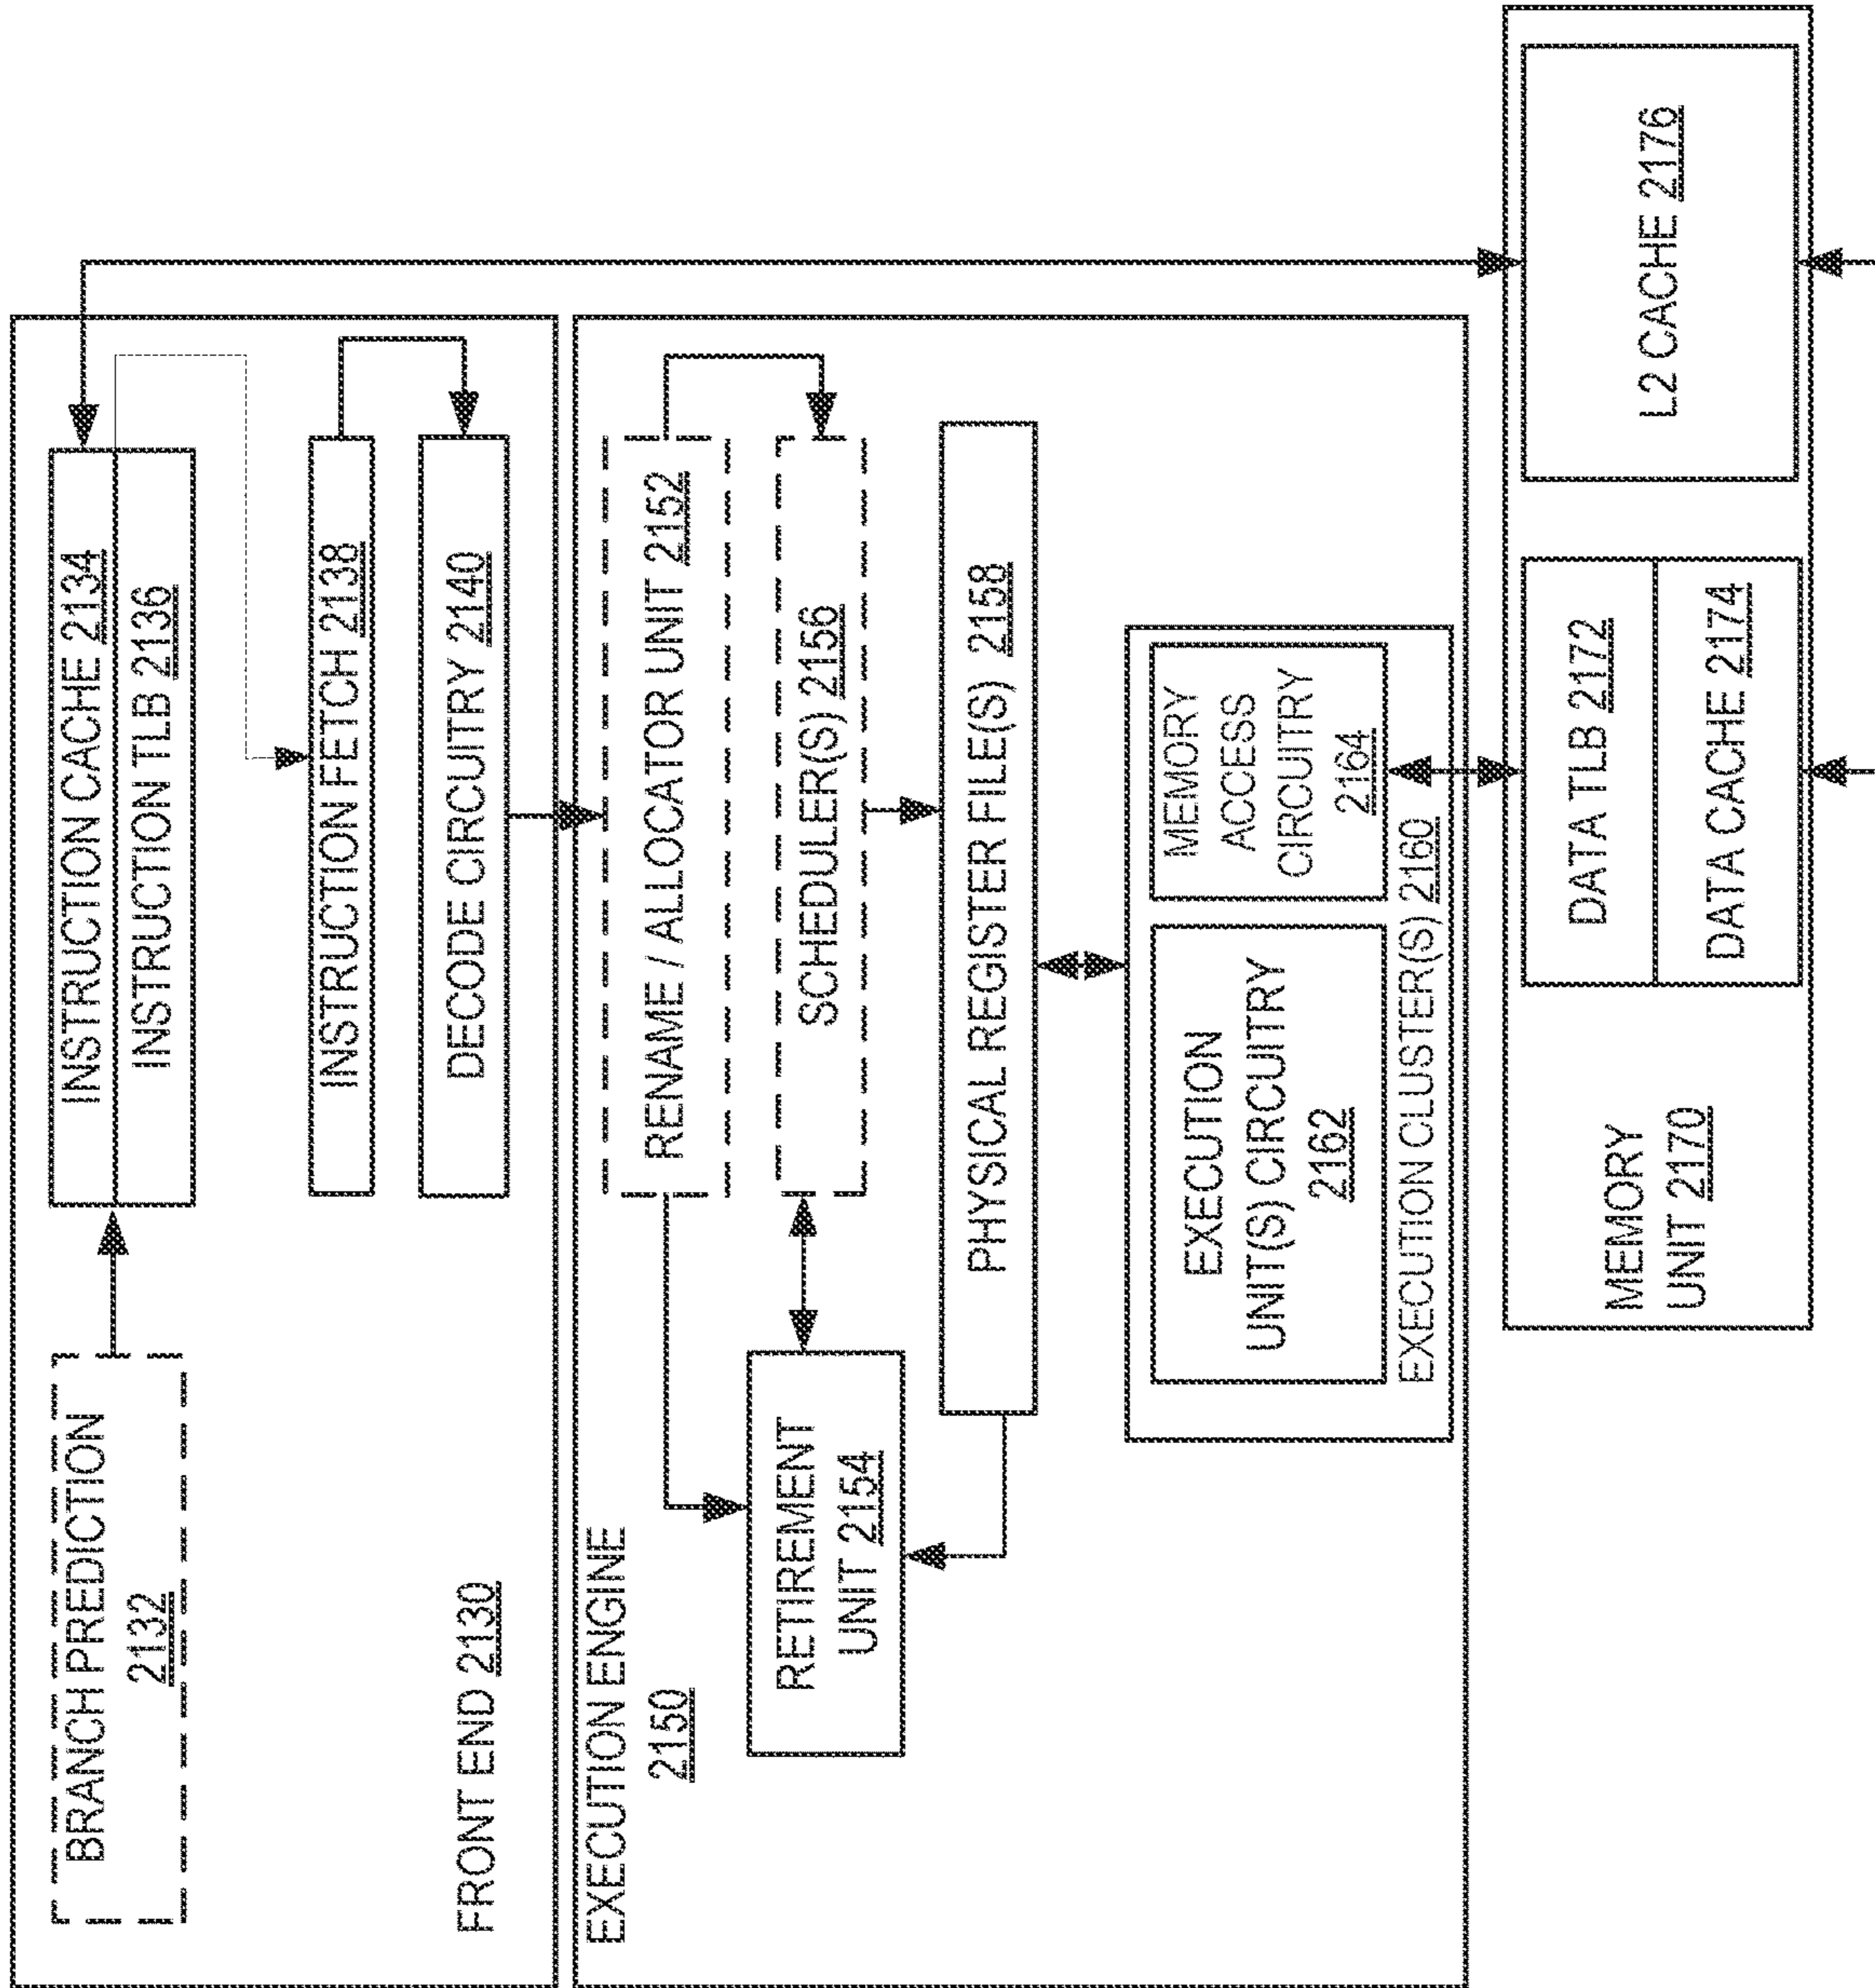 BRANCH PREDICTION
2132
INSTRUCTION CACHE 2134
INSTRUCTION TLB 2136
INSTRUCTION FETCH 2138
DECODE CIRCUITRY 2140
FRONT END 2130
EXECUTION ENGINE
2150
RENAME / ALLOCATOR UNIT 2152
RETIREMENT
UNIT 2154
SCHEDULER(S) 2156
PHYSICAL REGISTER FILE(S) 2158
EXECUTION
UNIT(S) CIRCUITRY
2162
MEMORY
ACCESS
CIRCUITRY
2164
EXECUTION CLUSTER(S) 2160
MEMORY
UNIT 2170
DATA TLB 2172
DATA CACHE 2174
L2 CACHE 2176